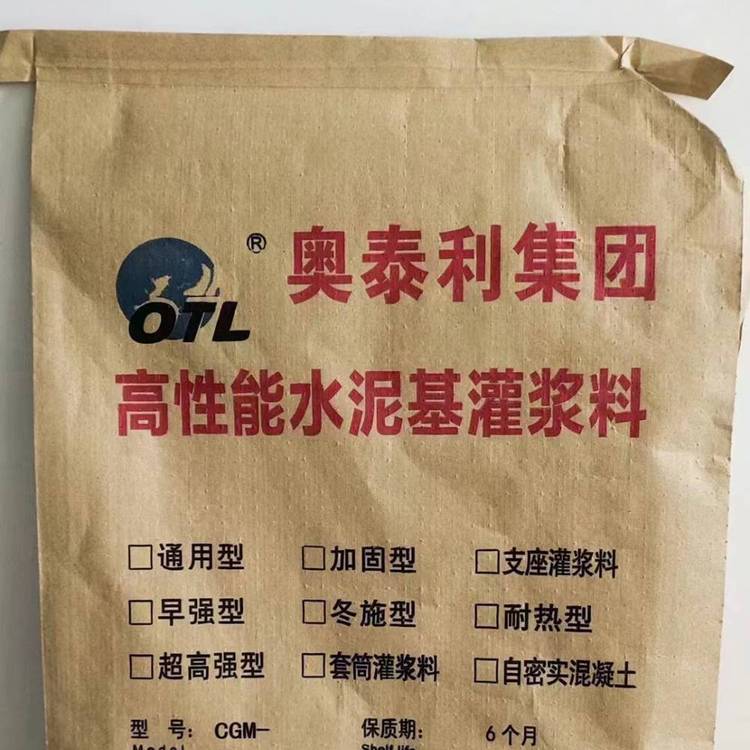 ® 奥泰利集团
OTL
高性能水泥基灌浆料
□通用型 □加固型 □支座灌浆料
□早强型 □冬施型 □耐热型
□超高强型 □套筒灌浆料 □自密实混凝土
型 号: CGM- 保质期: 6个月
Model Shelf life